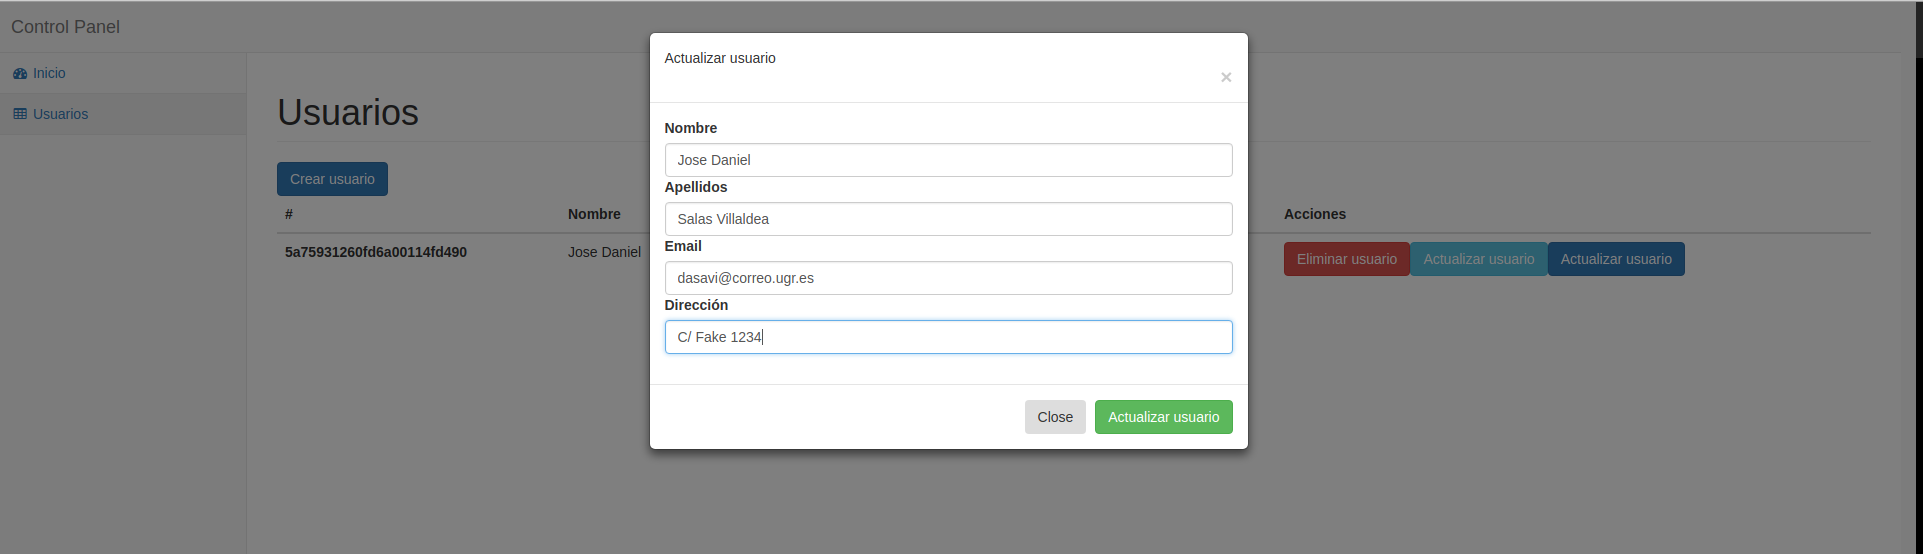 Control Panel
Inicio
Usuarios
Usuarios
Crear usuario
# Nombre Acciones
5a75931260fd6a00114fd490 Jose Daniel Eliminar usuario Actualizar usuario Actualizar usuario
Actualizar usuario
×
Nombre
Jose Daniel
Apellidos
Salas Villaldea
Email
dasavi@correo.ugr.es
Dirección
C/ Fake 1234
Close Actualizar usuario